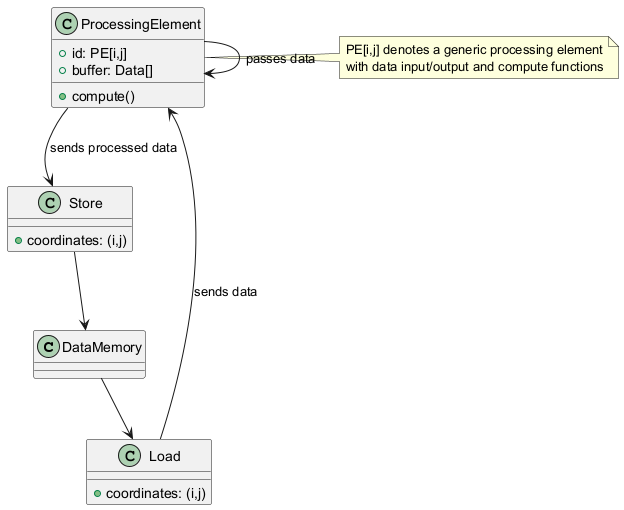 C ProcessingElement
id: PE[i,j]
buffer: Data[]
compute()
passes data
PE[i,j] denotes a generic processing element
with data input/output and compute functions
sends processed data
C Store
coordinates: (i,j)
sends data
C DataMemory
C Load
coordinates: (i,j)